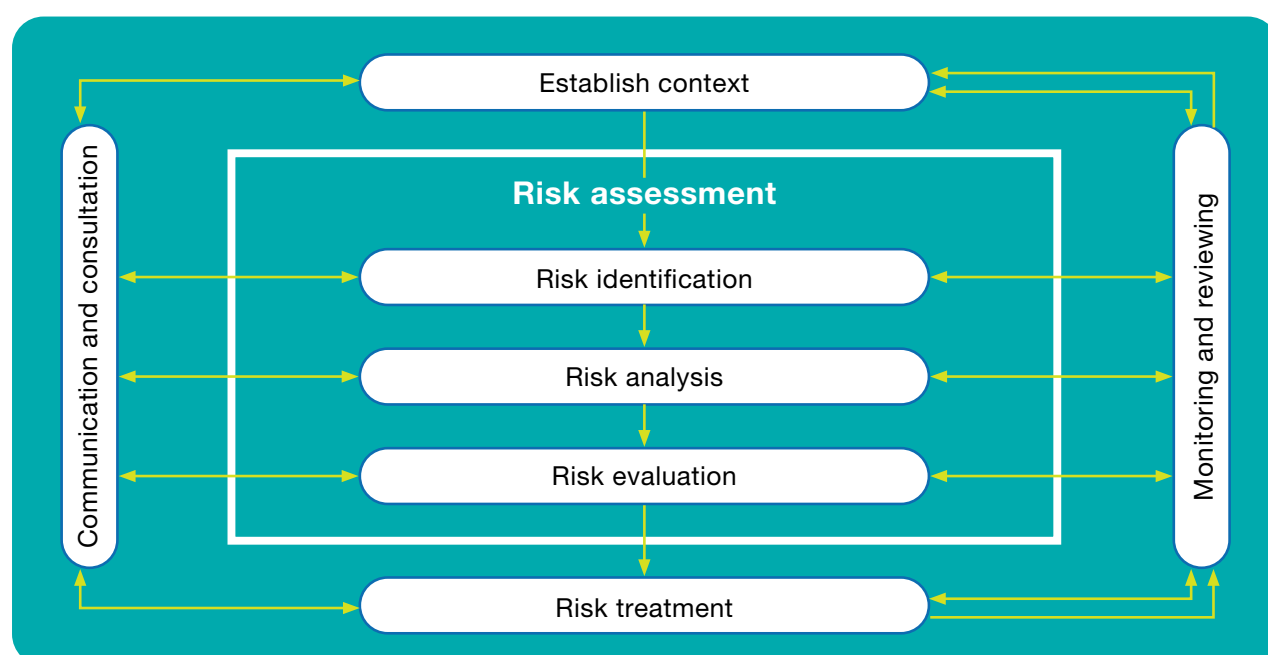 Establish context
Communication and consultation
Risk assessment
Risk identification
Risk analysis
Risk evaluation
Risk treatment
Monitoring and reviewing